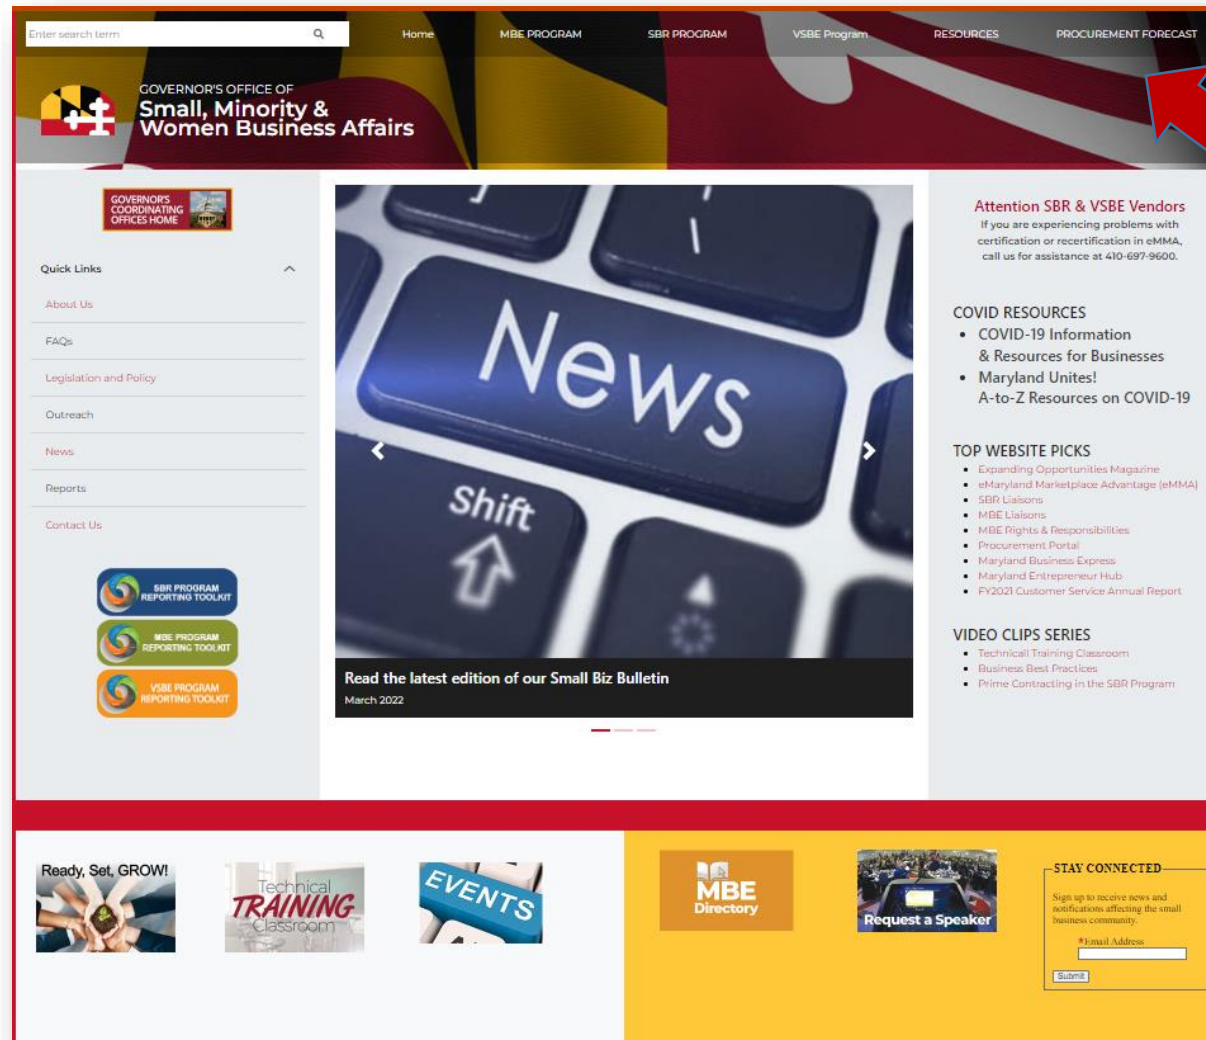 Enter search term
Home
MBE PROGRAM
SBR PROGRAM
VSBE Program
RESOURCES
PROCUREMENT FORECAST
GOVERNOR'S OFFICE OF
Small, Minority &
Women Business Affairs
GOVERNOR'S
COORDINATING
OFFICES HOME
Quick Links
About Us
FAQs
Legislation and Policy
Outreach
News
Reports
Contact Us
SBR PROGRAM
REPORTING TOOLKIT
MBE PROGRAM
REPORTING TOOLKIT
VSBE PROGRAM
REPORTING TOOLKIT
News
Shift
Read the latest edition of our Small Biz Bulletin
March 2022
Attention SBR & VSBE Vendors
If you are experiencing problems with
certification or recertification in eMMA,
call us for assistance at 410-697-9600.
COVID RESOURCES
• COVID-19 Information
& Resources for Businesses
• Maryland Unites!
A-to-Z Resources on COVID-19
TOP WEBSITE PICKS
• Expanding Opportunities Magazine
• eMaryland Marketplace Advantage (eMMA)
• SBR Liaisons
• MBE Liaisons
• MBE Rights & Responsibilities
• Procurement Portal
• Maryland Business Express
• Maryland Entrepreneur Hub
• FY2021 Customer Service Annual Report
VIDEO CLIPS SERIES
• Technicall Training Classroom
• Business Best Practices
• Prime Contracting in the SBR Program
Ready, Set, GROW!
Technical
TRAINING
Classroom
EVENTS
MBE
Directory
Request a Speaker
STAY CONNECTED
Sign up to receive news and
notifications affecting the small
business community.
*Email Address
Submit